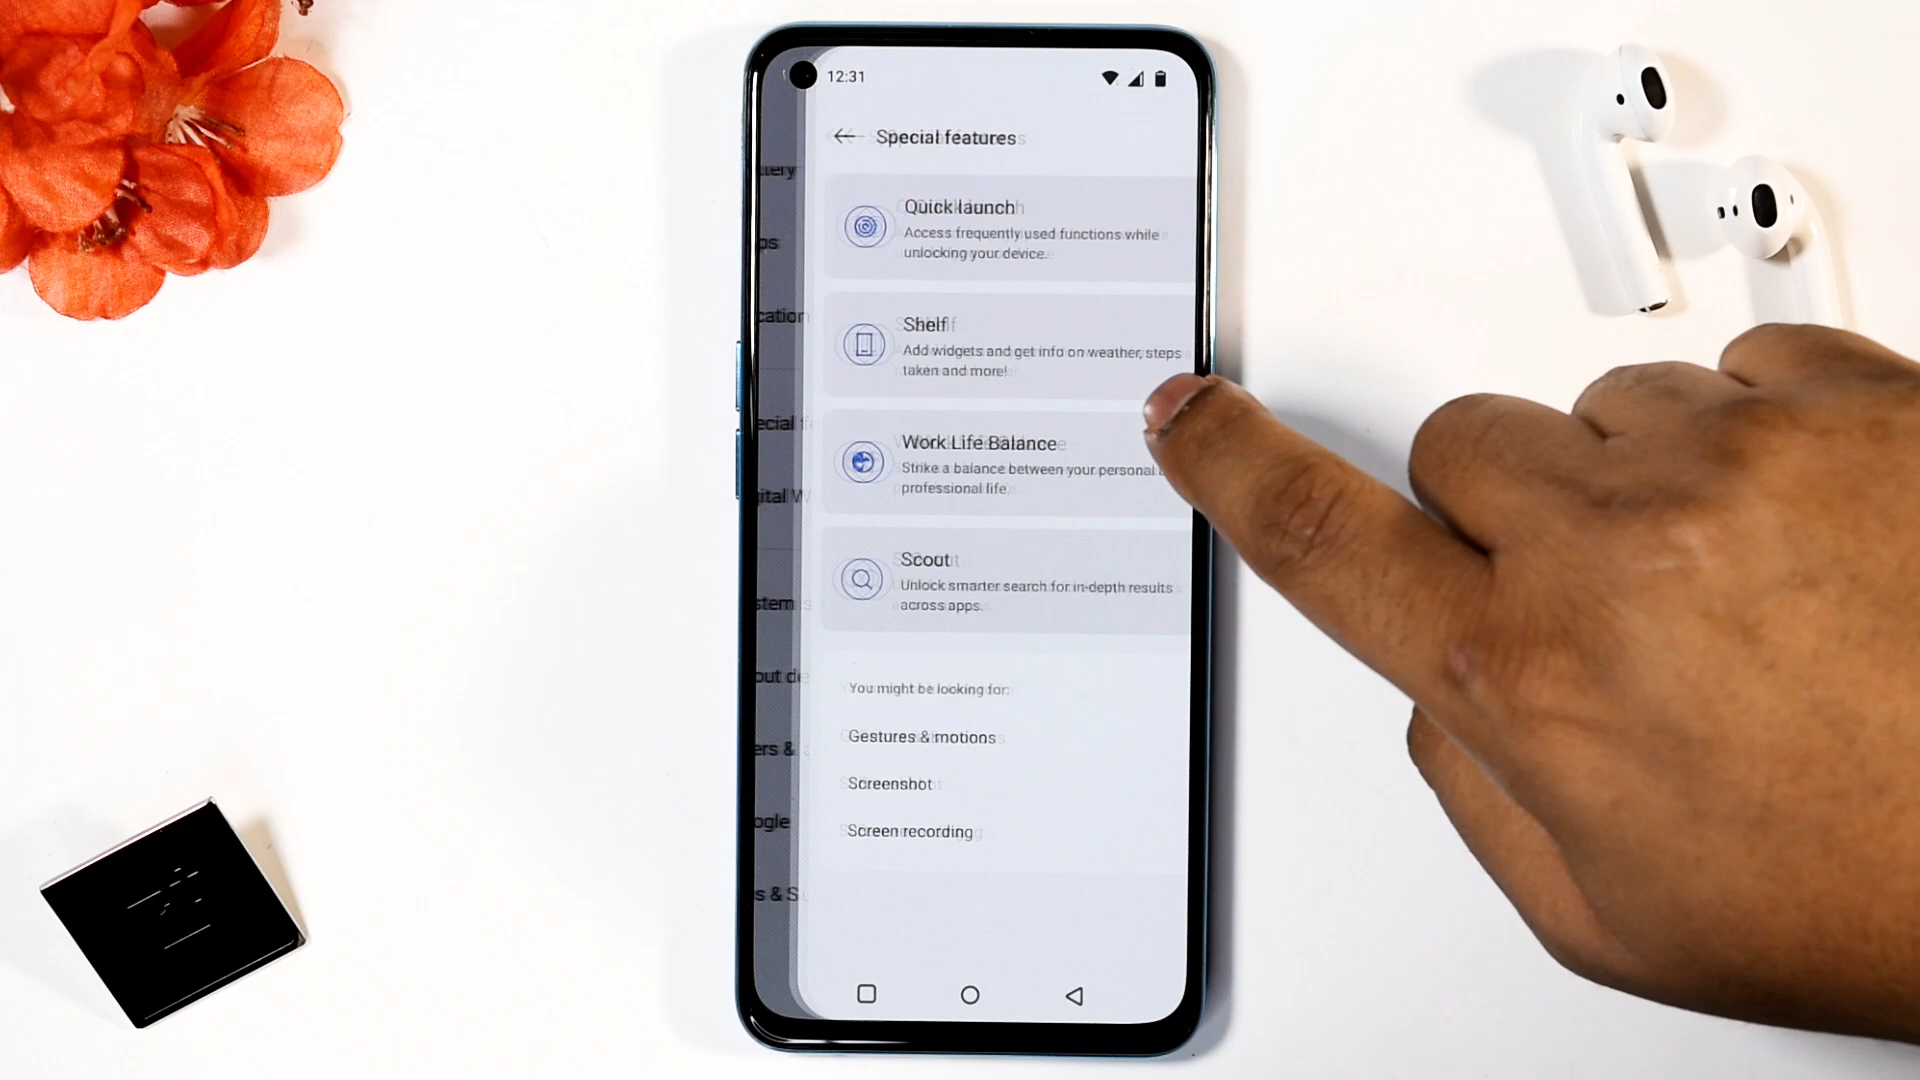 12:31
Special features
Quick launch
Access frequently used functions while
unlocking your device.
Shelf
Add widgets and get info on weather, steps
taken and more!
Work Life Balance
Strike a balance between your personal
professional life.
Scout
Unlock smarter search for in-depth results
across apps.
You might be looking for:
Gestures & motions
Screenshot
Screen recording